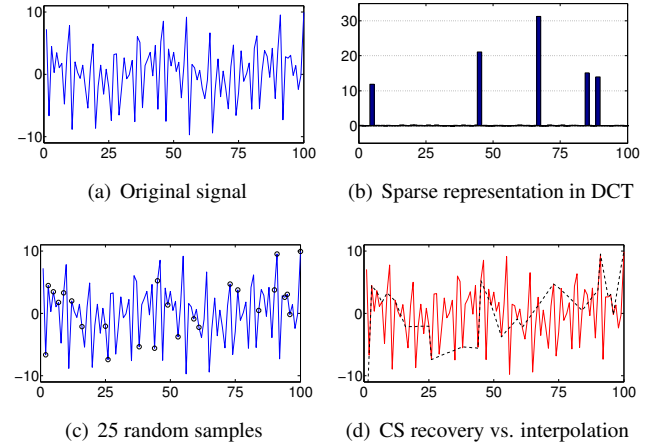 10
0
−10
0 25 50 75 100
(a) Original signal
30
20
10
0
0 25 50 75 100
(b) Sparse representation in DCT
10
0
−10
0 25 50 75 100
(c) 25 random samples
10
0
−10
0 25 50 75 100
(d) CS recovery vs. interpolation